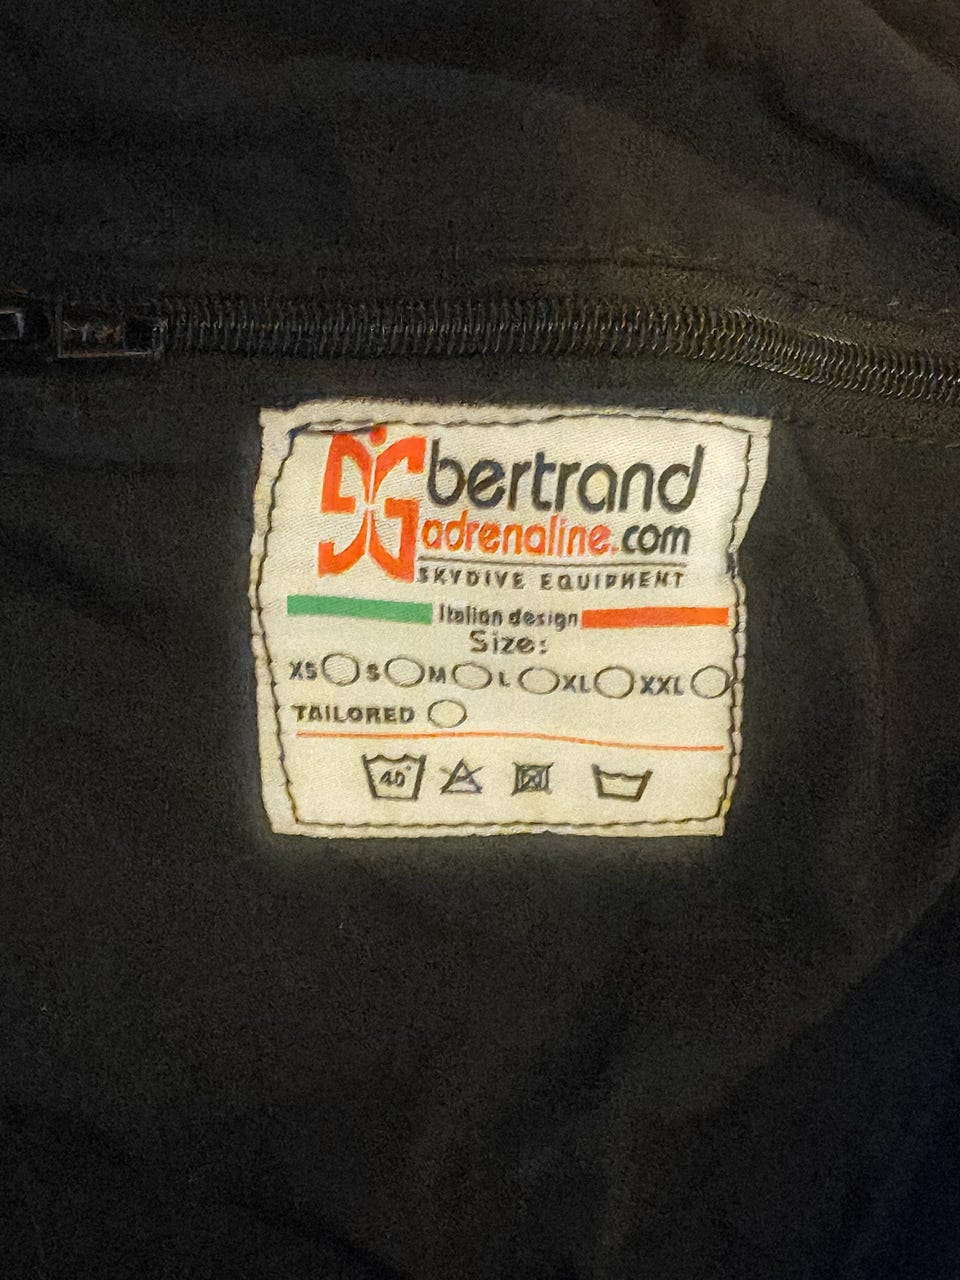 bertrand
adrenaline.com
SKYDIVE EQUIPMENT
Italian design
Size:
XS S M L XL XXL
TAILORED
40°